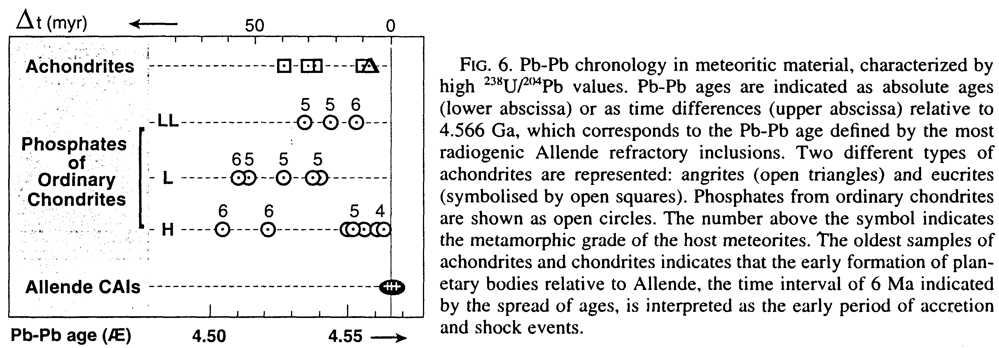 Δt (myr) ← 50 0
Achondrites
5 5 6
LL
Phosphates
of
Ordinary
Chondrites
65 5 5
L
6 6 5 4
H
Allende CAIs
Pb-Pb age (Æ) 4.50 4.55 →
FIG. 6. Pb-Pb chronology in meteoritic material, characterized by
high ²³⁸U/²⁰⁴Pb values. Pb-Pb ages are indicated as absolute ages
(lower abscissa) or as time differences (upper abscissa) relative to
4.566 Ga, which corresponds to the Pb-Pb age defined by the most
radiogenic Allende refractory inclusions. Two different types of
achondrites are represented: angrites (open triangles) and eucrites
(symbolised by open squares). Phosphates from ordinary chondrites
are shown as open circles. The number above the symbol indicates
the metamorphic grade of the host meteorites. The oldest samples of
achondrites and chondrites indicates that the early formation of plan-
etary bodies relative to Allende, the time interval of 6 Ma indicated
by the spread of ages, is interpreted as the early period of accretion
and shock events.